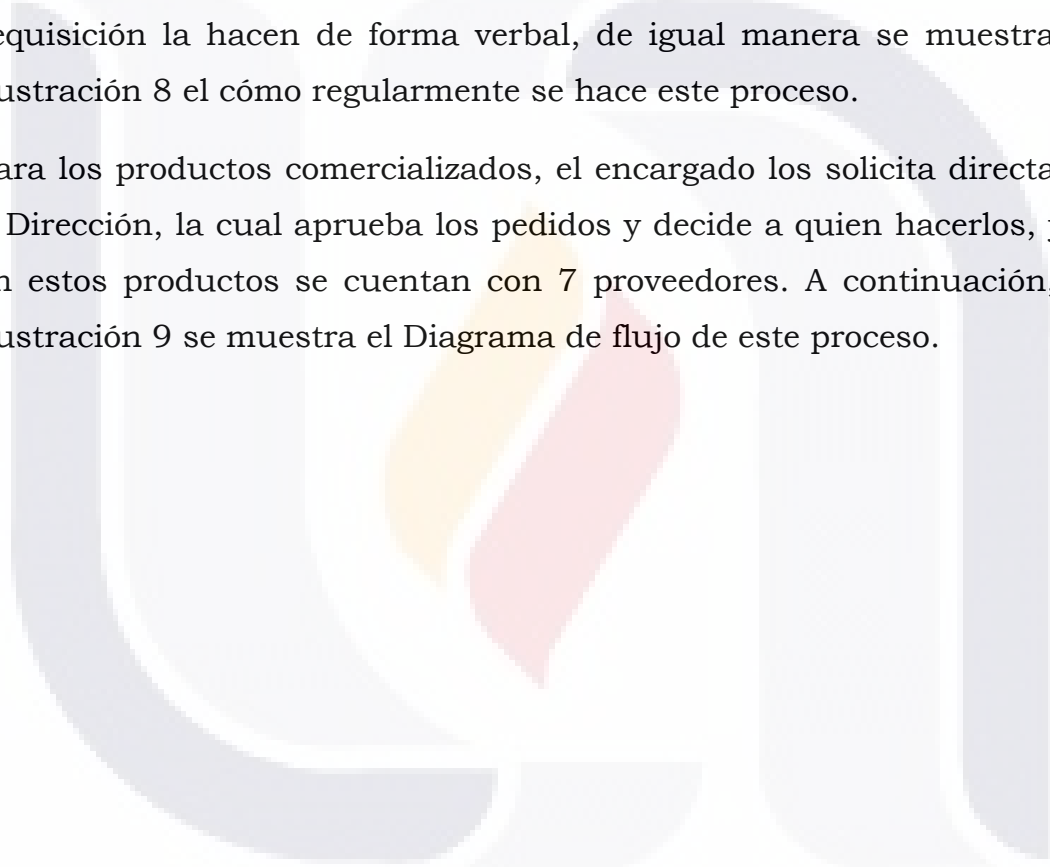 equisición la hacen de forma verbal, de igual manera se muestra
ustración 8 el cómo regularmente se hace este proceso.
ara los productos comercializados, el encargado los solicita directa
Dirección, la cual aprueba los pedidos y decide a quien hacerlos, y
n estos productos se cuentan con 7 proveedores. A continuación,
ustración 9 se muestra el Diagrama de flujo de este proceso.